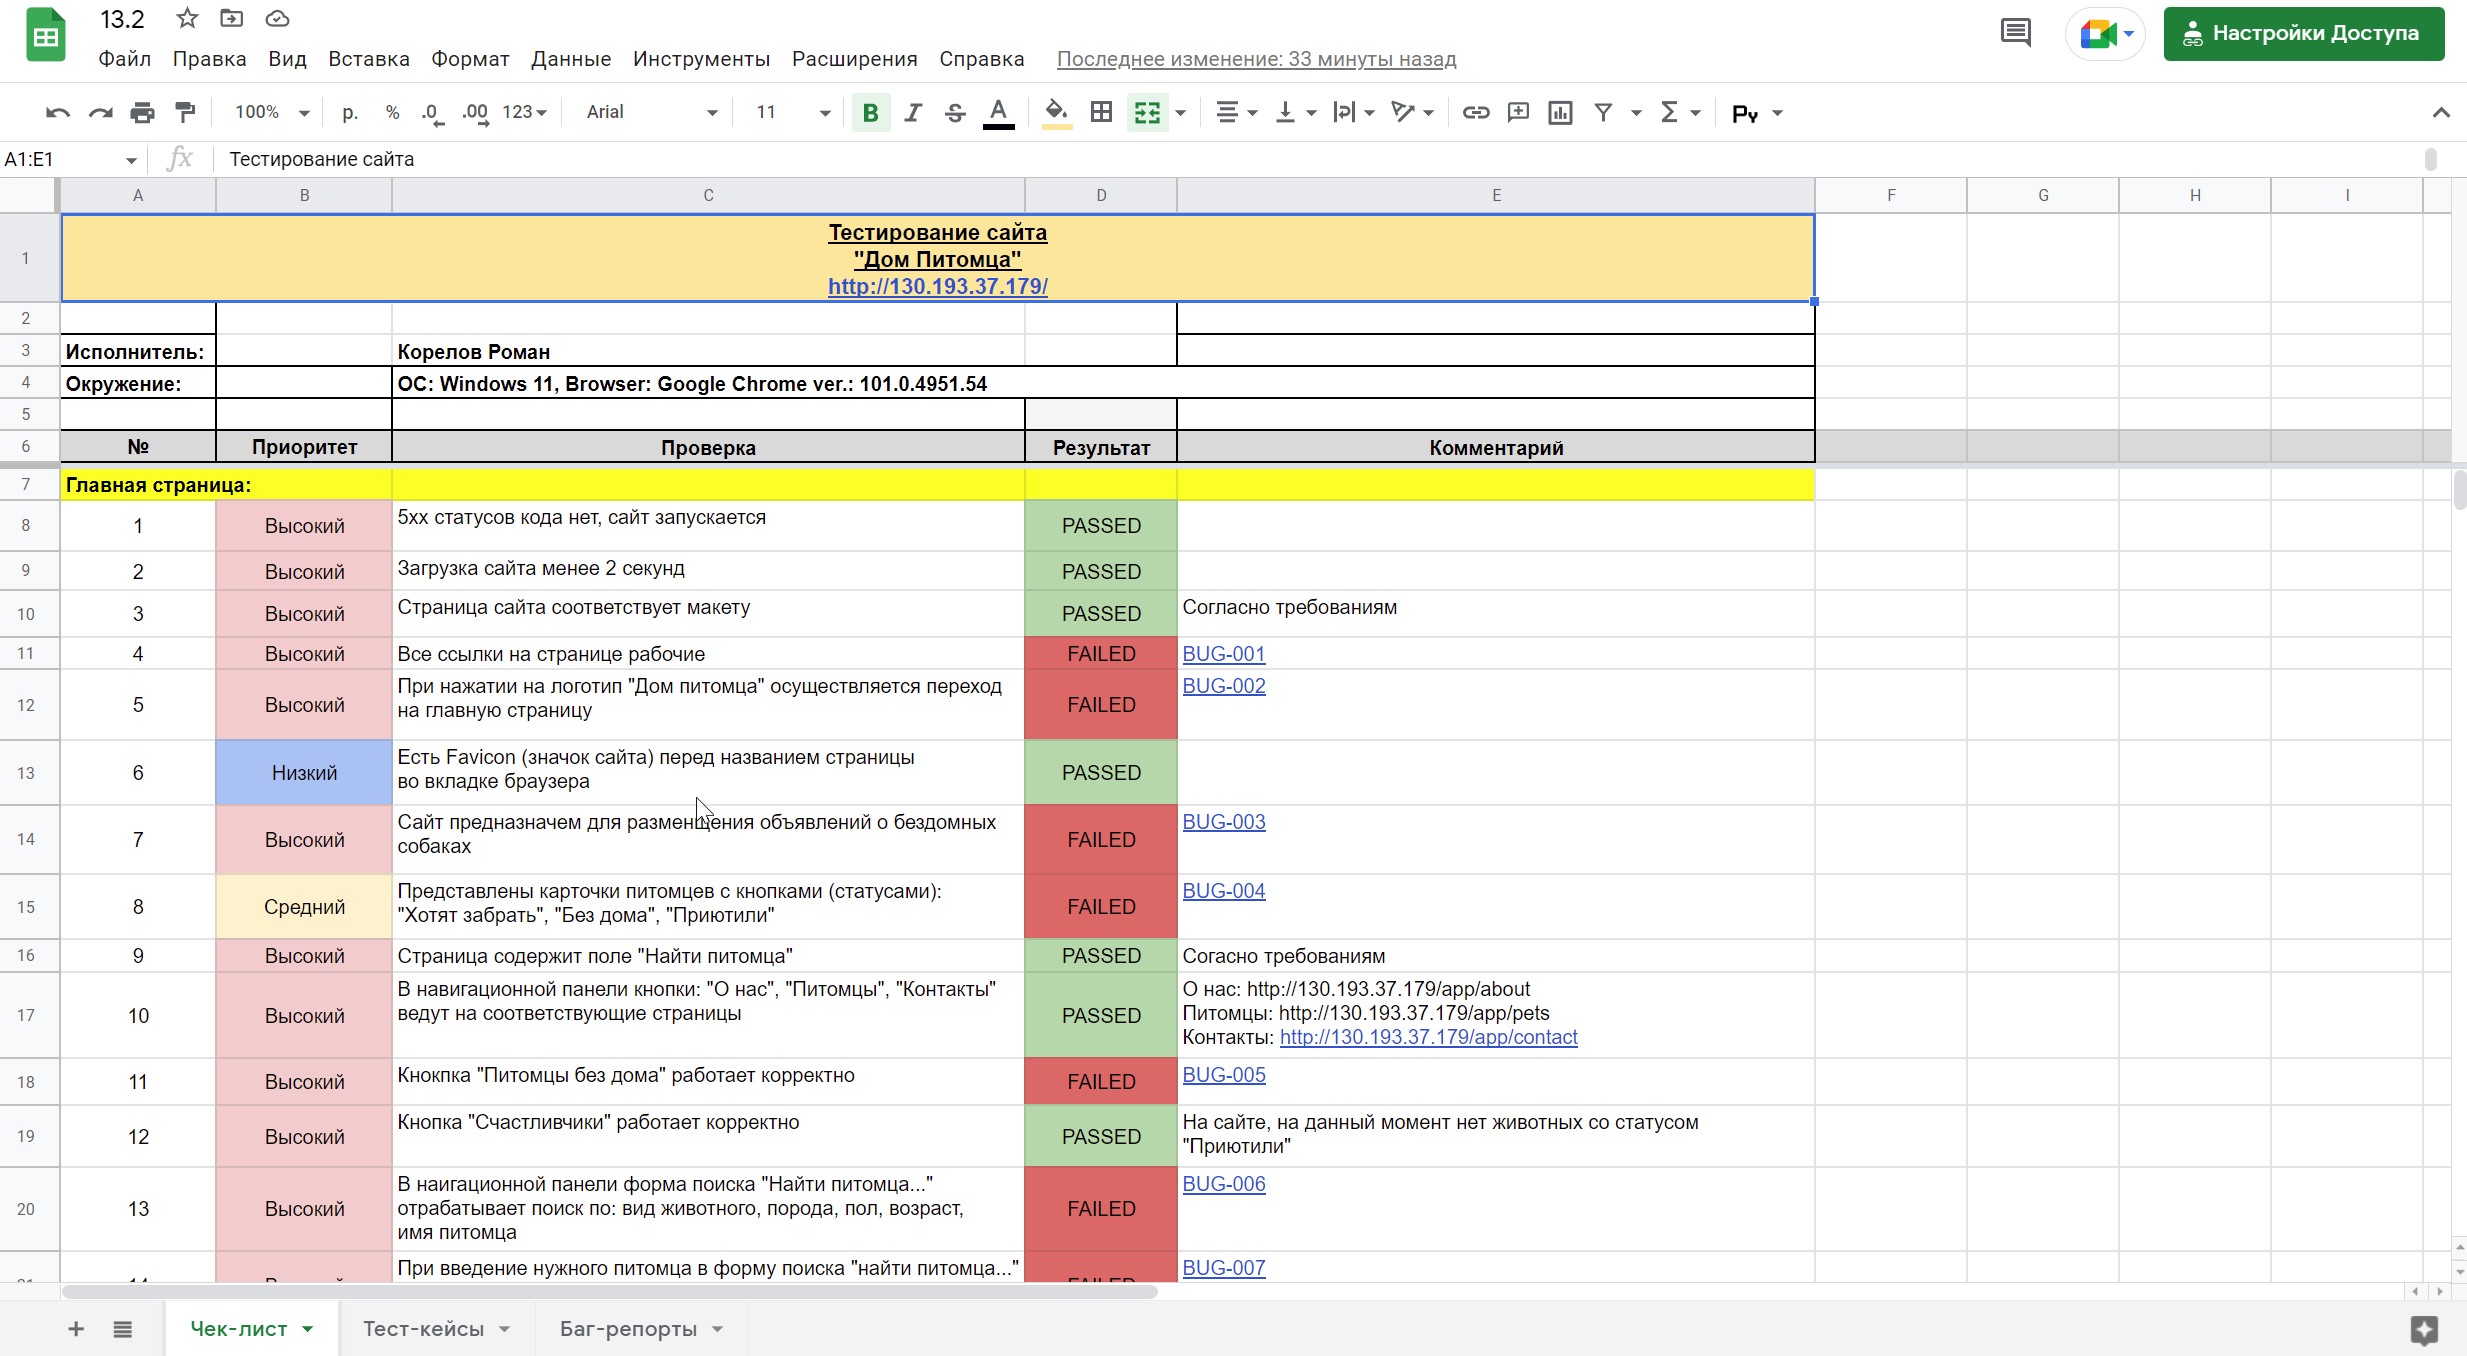 13.2
Файл Правка Вид Вставка Формат Данные Инструменты Расширения Справка Последнее изменение: 33 минуты назад
Настройки Доступа
100% р. % .0 .00 123 Arial 11 B I S A Σ Py
A1:E1 fx Тестирование сайта
A B C D E F G H I
1
Тестирование сайта
"Дом Питомца"
http://130.193.37.179/
2
3 Исполнитель: Корелов Роман
4 Окружение: ОС: Windows 11, Browser: Google Chrome ver.: 101.0.4951.54
5
6 № Приоритет Проверка Результат Комментарий
7 Главная страница:
8 1 Высокий 5хх статусов кода нет, сайт запускается PASSED
9 2 Высокий Загрузка сайта менее 2 секунд PASSED
10 3 Высокий Страница сайта соответствует макету PASSED Согласно требованиям
11 4 Высокий Все ссылки на странице рабочие FAILED BUG-001
12 5 Высокий При нажатии на логотип "Дом питомца" осуществляется переход FAILED BUG-002
на главную страницу
13 6 Низкий Есть Favicon (значок сайта) перед названием страницы PASSED
во вкладке браузера
14 7 Высокий Сайт предназначем для разменщения объявлений о бездомных FAILED BUG-003
собаках
15 8 Средний Представлены карточки питомцев с кнопками (статусами): FAILED BUG-004
"Хотят забрать", "Без дома", "Приютили"
16 9 Высокий Страница содержит поле "Найти питомца" PASSED Согасно требованиям
17 10 Высокий В навигационной панели кнопки: "О нас", "Питомцы", "Контакты" PASSED О нас: http://130.193.37.179/app/about
ведут на соответствующие страницы Питомцы: http://130.193.37.179/app/pets
Контакты: http://130.193.37.179/app/contact
18 11 Высокий Кнокпка "Питомцы без дома" работает корректно FAILED BUG-005
19 12 Высокий Кнопка "Счастливчики" работает корректно PASSED На сайте, на данный момент нет животных со статусом
"Приютили"
20 13 Высокий В наигационной панели форма поиска "Найти питомца..." FAILED BUG-006
отрабатывает поиск по: вид животного, порода, пол, возраст,
имя питомца
При введение нужного питомца в форму поиска "найти питомца..." BUG-007
Чек-лист Тест-кейсы Баг-репорты